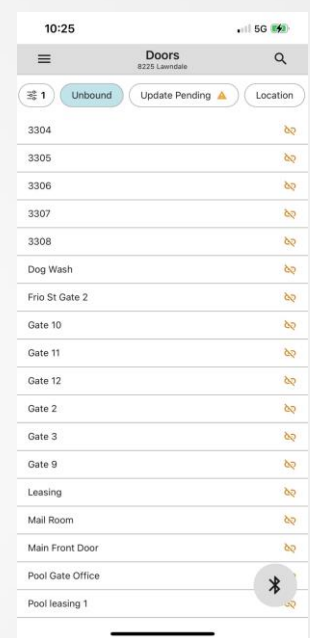 10:25
5G
Doors
8225 Lawndale
1
Unbound
Update Pending
Location
3304
3305
3306
3307
3308
Dog Wash
Frio St Gate 2
Gate 10
Gate 11
Gate 12
Gate 2
Gate 3
Gate 9
Leasing
Mail Room
Main Front Door
Pool Gate Office
Pool leasing 1